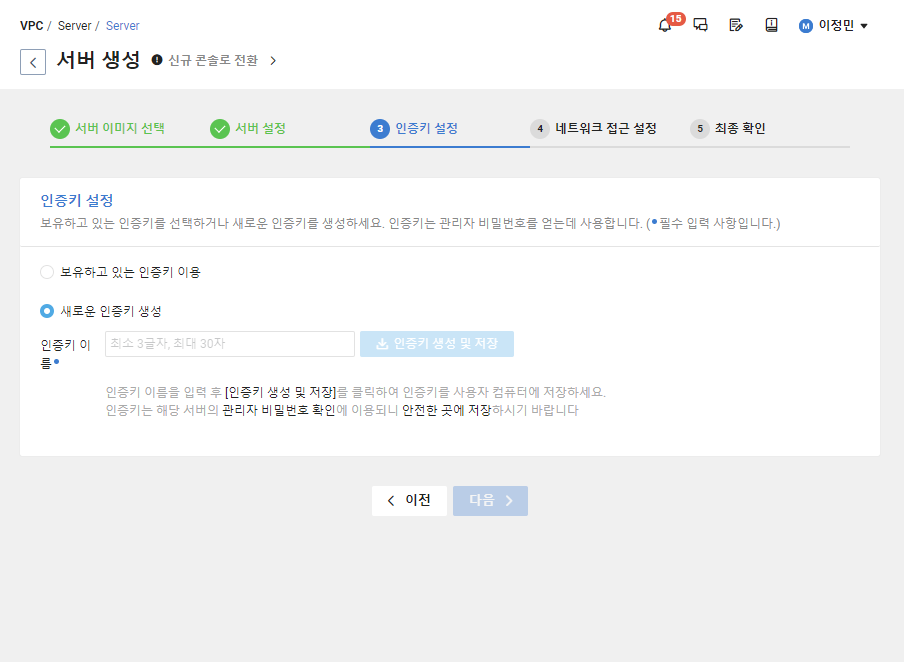 VPC / Server / Server
15
M 이정민
서버 생성 신규 콘솔로 전환
서버 이미지 선택
서버 설정
3 인증키 설정
4 네트워크 접근 설정
5 최종 확인
인증키 설정
보유하고 있는 인증키를 선택하거나 새로운 인증키를 생성하세요. 인증키는 관리자 비밀번호를 얻는데 사용합니다. (•필수 입력 사항입니다.)
보유하고 있는 인증키 이용
새로운 인증키 생성
인증키 이
름•
최소 3글자, 최대 30자
인증키 생성 및 저장
인증키 이름을 입력 후 [인증키 생성 및 저장]를 클릭하여 인증키를 사용자 컴퓨터에 저장하세요.
인증키는 해당 서버의 관리자 비밀번호 확인에 이용되니 안전한 곳에 저장하시기 바랍니다
이전
다음